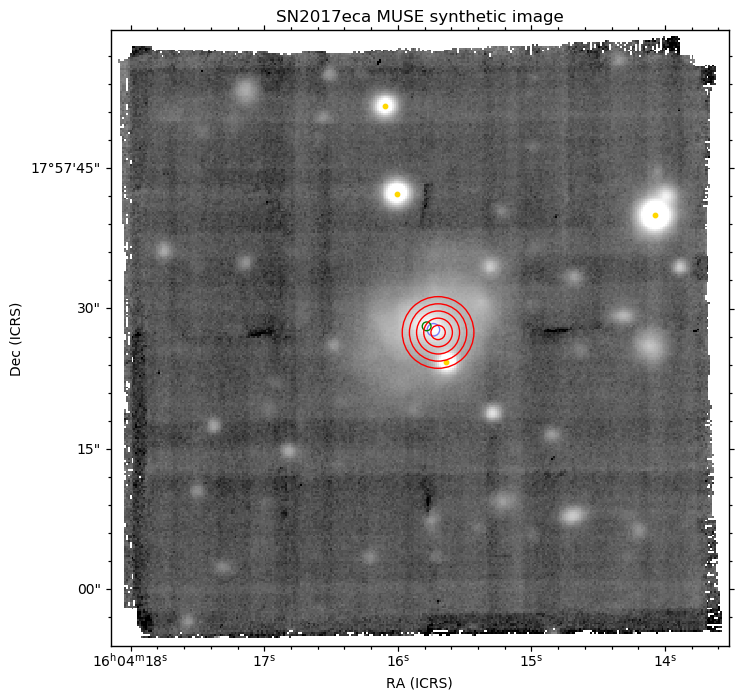 SN2017eca MUSE synthetic image
Dec (ICRS)
17°57'45"
30"
15"
00"
16ʰ04ᵐ18ˢ 17ˢ 16ˢ 15ˢ 14ˢ
RA (ICRS)